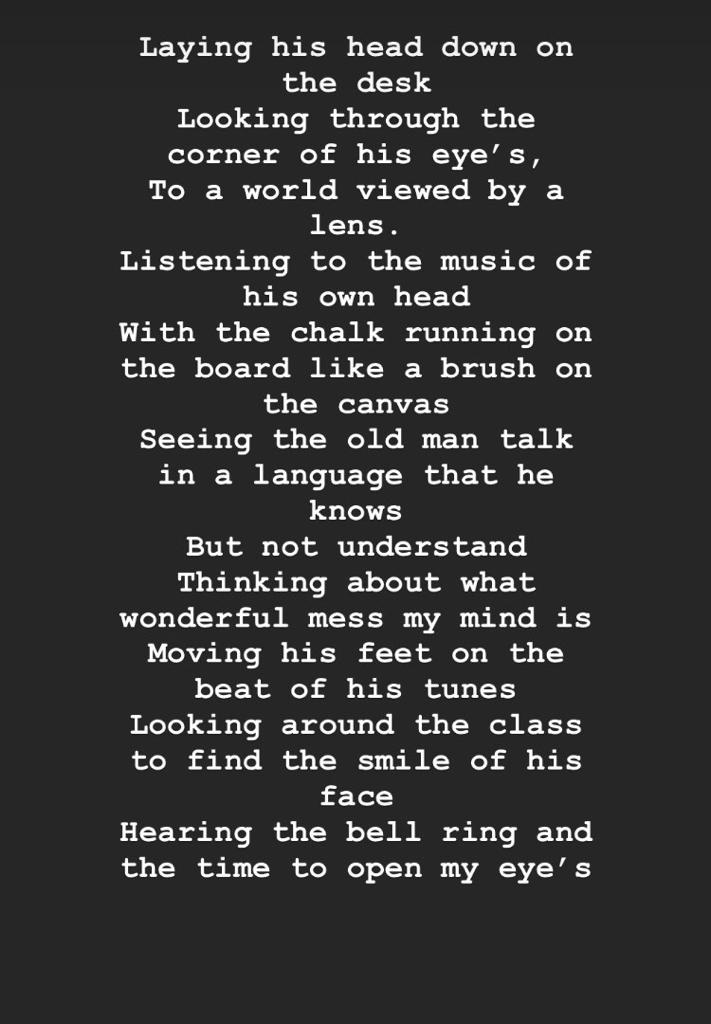 Laying his head down on
the desk
Looking through the
corner of his eye’s,
To a world viewed by a
lens.
Listening to the music of
his own head
With the chalk running on
the board like a brush on
the canvas
Seeing the old man talk
in a language that he
knows
But not understand
Thinking about what
wonderful mess my mind is
Moving his feet on the
beat of his tunes
Looking around the class
to find the smile of his
face
Hearing the bell ring and
the time to open my eye’s